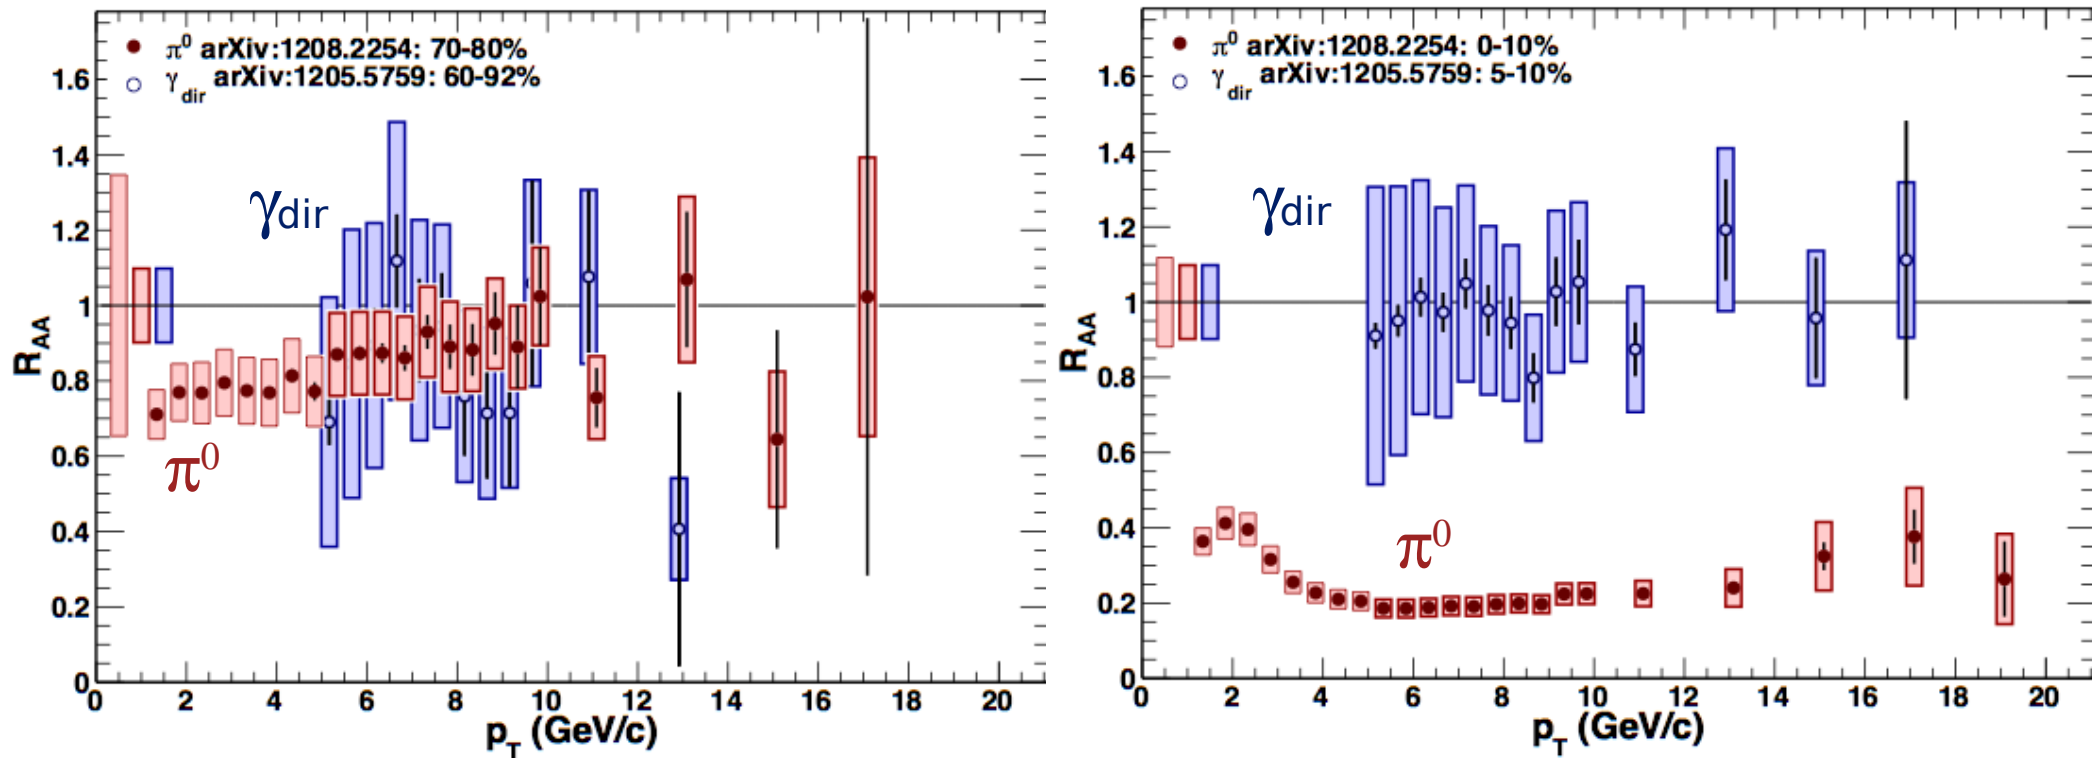 π⁰ arXiv:1208.2254: 70-80%
γdir arXiv:1205.5759: 60-92%
γdir
π⁰
RAA
1.6
1.4
1.2
1
0.8
0.6
0.4
0.2
0
0 2 4 6 8 10 12 14 16 18 20
pT (GeV/c)
π⁰ arXiv:1208.2254: 0-10%
γdir arXiv:1205.5759: 5-10%
γdir
π⁰
RAA
1.6
1.4
1.2
1
0.8
0.6
0.4
0.2
0
0 2 4 6 8 10 12 14 16 18 20
pT (GeV/c)